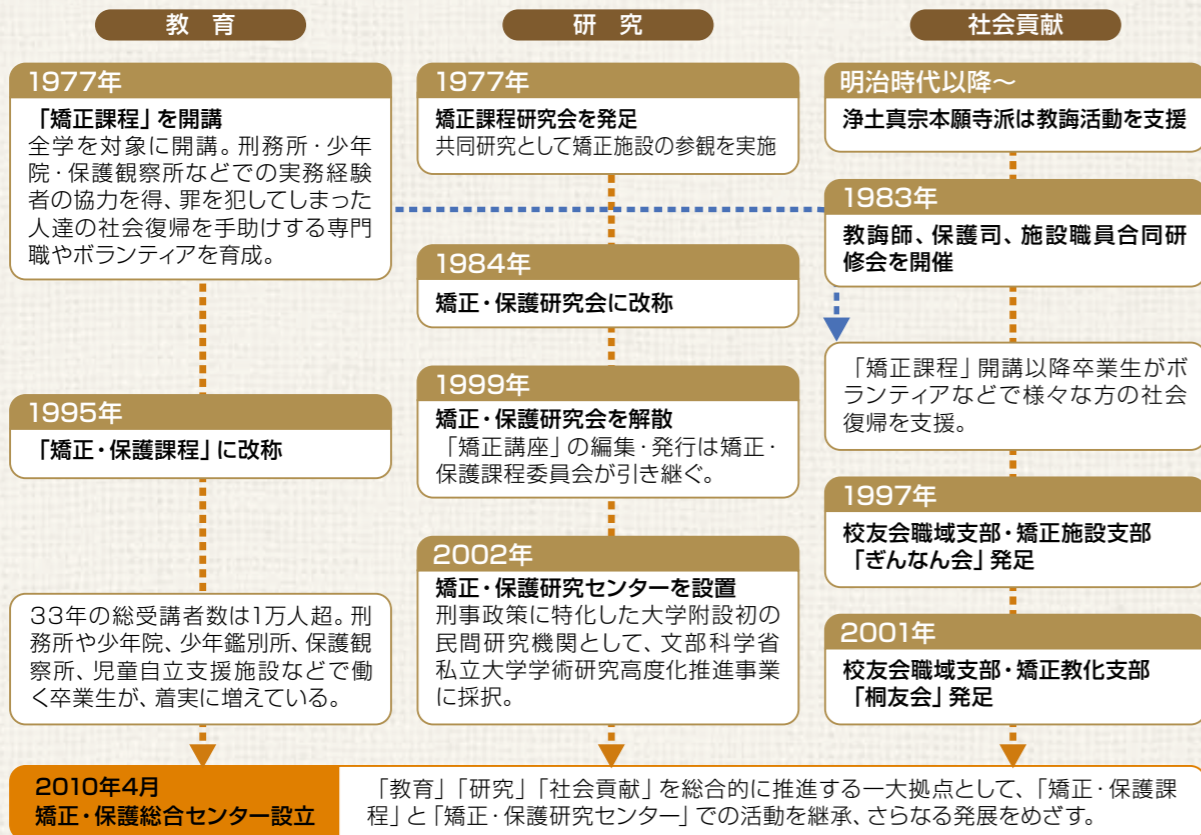 教 育
1977年
「矯正課程」を開講
全学を対象に開講。刑務所・少年
院・保護観察所などでの実務経験
者の協力を得、罪を犯してしまった
人達の社会復帰を手助けする専門
職やボランティアを育成。
1995年
「矯正・保護課程」に改称
33年の総受講者数は1万人超。刑
務所や少年院、少年鑑別所、保護観
察所、児童自立支援施設などで働
く卒業生が、着実に増えている。
研 究
1977年
矯正課程研究会を発足
共同研究として矯正施設の参観を実施
1984年
矯正・保護研究会に改称
1999年
矯正・保護研究会を解散
「矯正講座」の編集・発行は矯正・
保護課程委員会が引き継ぐ。
2002年
矯正・保護研究センターを設置
刑事政策に特化した大学附設初の
民間研究機関として、文部科学省
私立大学学術研究高度化推進事業
に採択。
社会貢献
明治時代以降～
浄土真宗本願寺派は教誨活動を支援
1983年
教誨師、保護司、施設職員合同研
修会を開催
「矯正課程」開講以降卒業生がボ
ランティアなどで様々な方の社会
復帰を支援。
1997年
校友会職域支部・矯正施設支部
「ぎんなん会」発足
2001年
校友会職域支部・矯正教化支部
「桐友会」発足
2010年4月
矯正・保護総合センター設立
「教育」「研究」「社会貢献」を総合的に推進する一大拠点として、「矯正・保護課
程」と「矯正・保護研究センター」での活動を継承、さらなる発展をめざす。